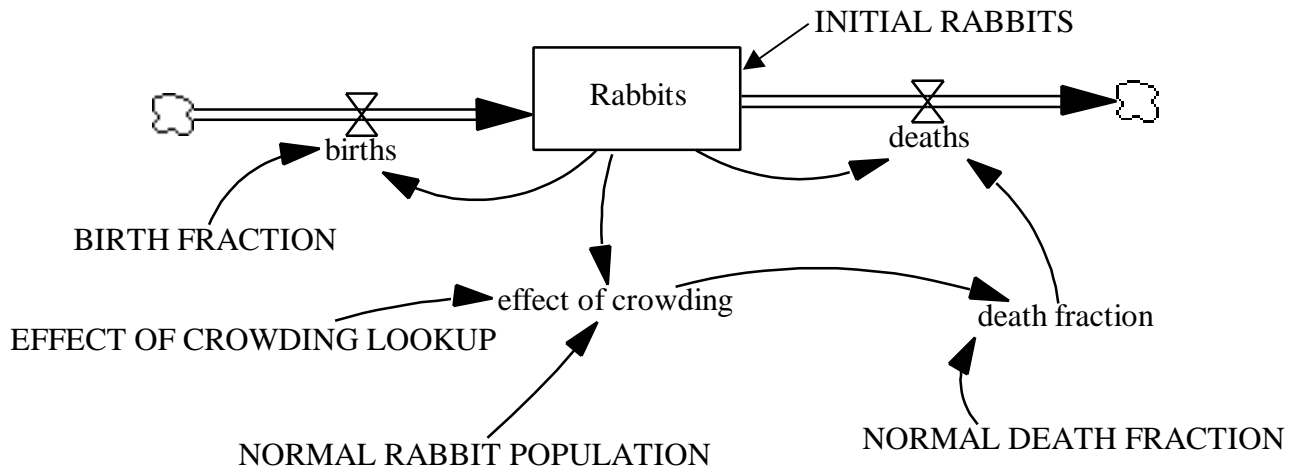 INITIAL RABBITS
Rabbits
births
deaths
BIRTH FRACTION
effect of crowding
death fraction
EFFECT OF CROWDING LOOKUP
NORMAL RABBIT POPULATION
NORMAL DEATH FRACTION